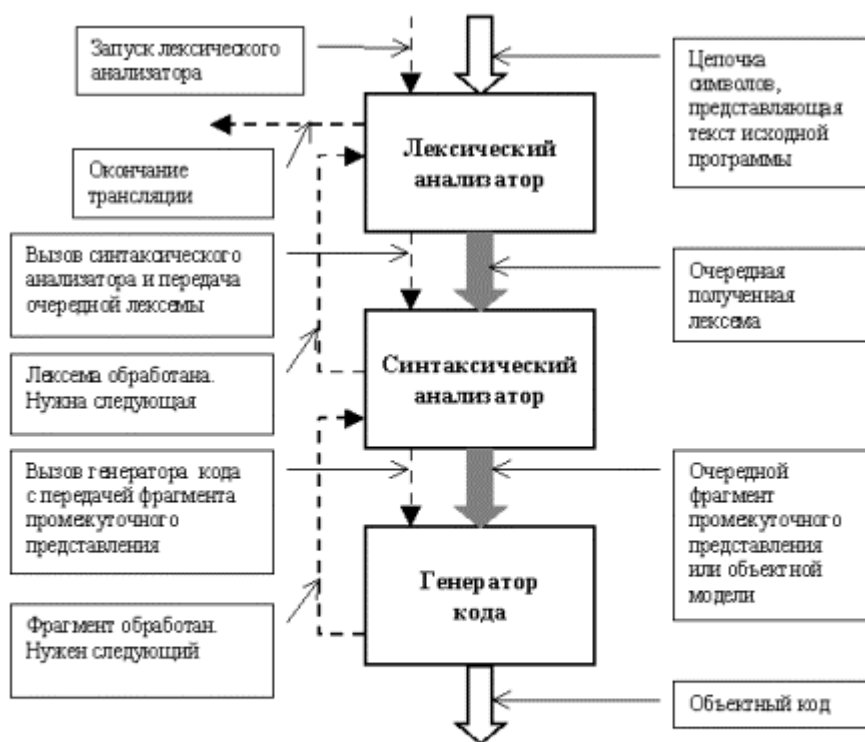 Запуск лексического
анализатора
Цепочка
символов,
представляющая
текст исходной
программы
Лексический
анализатор
Окончание
трансляции
Вызов синтаксического
анализатора и передача
очередной лексемы
Очередная
полученная
лексема
Лексема обработана.
Нужна следующая
Синтаксический
анализатор
Вызов генератора кода
с передачей фрагмента
промежуточного
представления
Очередной
фрагмент
промежуточного
представления
или объектной
модели
Генератор
кода
Фрагмент обработан.
Нужен следующий
Объектный код